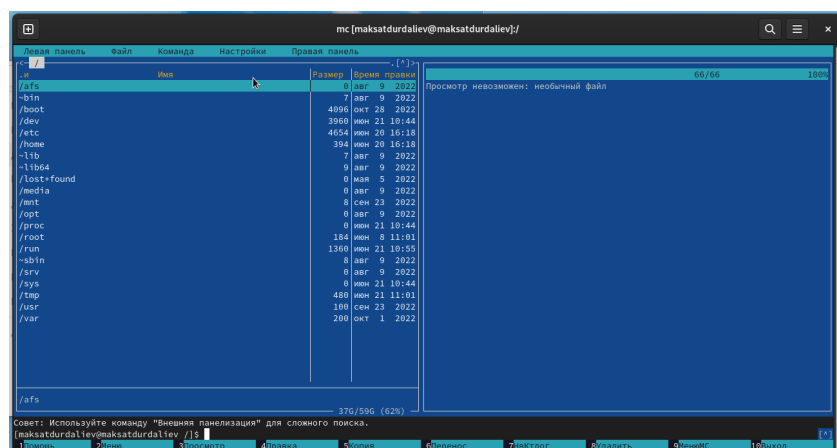 mc [maksatdurdaliev@maksatdurdaliev]:/
Левая панель Файл Команда Настройки Правая панель
<─ / .[^]>
.и Имя Размер Время правки
/afs 0 авг 9 2022
~bin 7 авг 9 2022
/boot 4096 окт 28 2022
/dev 3960 июн 21 10:44
/etc 4654 июн 20 16:18
/home 394 июн 20 16:18
~lib 7 авг 9 2022
~lib64 9 авг 9 2022
/lost+found 0 мая 5 2022
/media 0 авг 9 2022
/mnt 8 сен 23 2022
/opt 0 авг 9 2022
/proc 0 июн 21 10:44
/root 184 июн 8 11:01
/run 1360 июн 21 10:55
~sbin 8 авг 9 2022
/srv 0 авг 9 2022
/sys 0 июн 21 10:44
/tmp 480 июн 21 11:01
/usr 100 сен 23 2022
/var 200 окт 1 2022
/afs
37G/59G (62%)
66/66 100%
Просмотр невозможен: необычный файл
Совет: Используйте команду "Внешняя панелизация" для сложного поиска.
[maksatdurdaliev@maksatdurdaliev /]$ [^]
1Помощь 2Меню 3Просмотр 4Правка 5Копия 6Перенос 7НвКтлог 8Удалить 9МенюMC 10Выход